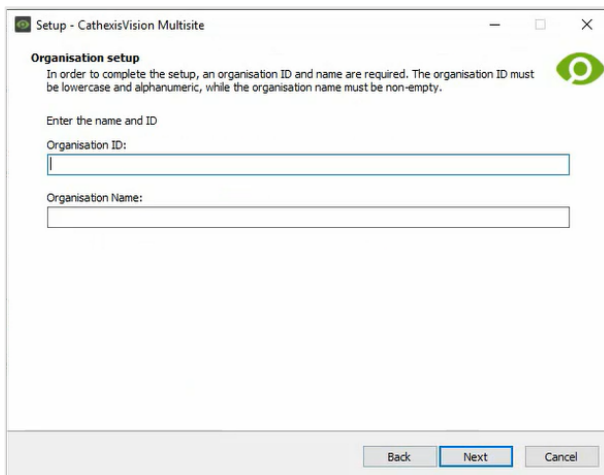 Setup - CathexisVision Multisite
Organisation setup
In order to complete the setup, an organisation ID and name are required. The organisation ID must
be lowercase and alphanumeric, while the organisation name must be non-empty.
Enter the name and ID
Organisation ID:
Organisation Name:
Back
Next
Cancel